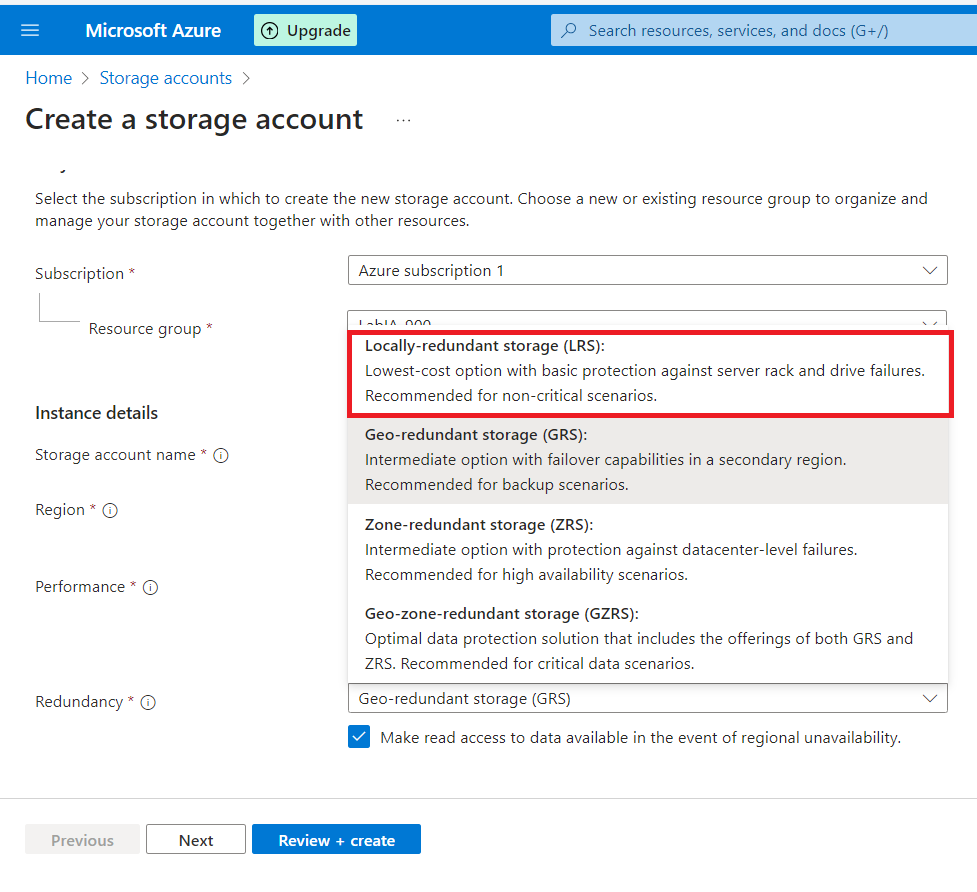 Microsoft Azure
Upgrade
Search resources, services, and docs (G+/)
Home > Storage accounts >
Create a storage account ...
Select the subscription in which to create the new storage account. Choose a new or existing resource group to organize and
manage your storage account together with other resources.
Subscription *
Azure subscription 1
Resource group *
LabIA-900
Locally-redundant storage (LRS):
Lowest-cost option with basic protection against server rack and drive failures.
Recommended for non-critical scenarios.
Instance details
Geo-redundant storage (GRS):
Storage account name *
Intermediate option with failover capabilities in a secondary region.
Recommended for backup scenarios.
Region *
Zone-redundant storage (ZRS):
Intermediate option with protection against datacenter-level failures.
Recommended for high availability scenarios.
Performance *
Geo-zone-redundant storage (GZRS):
Optimal data protection solution that includes the offerings of both GRS and
ZRS. Recommended for critical data scenarios.
Redundancy *
Geo-redundant storage (GRS)
Make read access to data available in the event of regional unavailability.
Previous
Next
Review + create